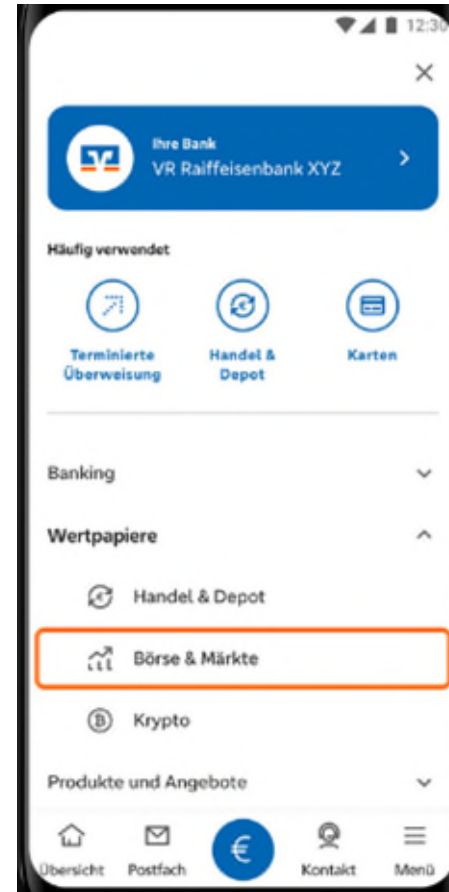 12:30
Ihre Bank
VR Raiffeisenbank XYZ
Häufig verwendet
Terminierte Überweisung
Handel & Depot
Karten
Banking
Wertpapiere
Handel & Depot
Börse & Märkte
Krypto
Produkte und Angebote
€
Übersicht Postfach Kontakt Menü